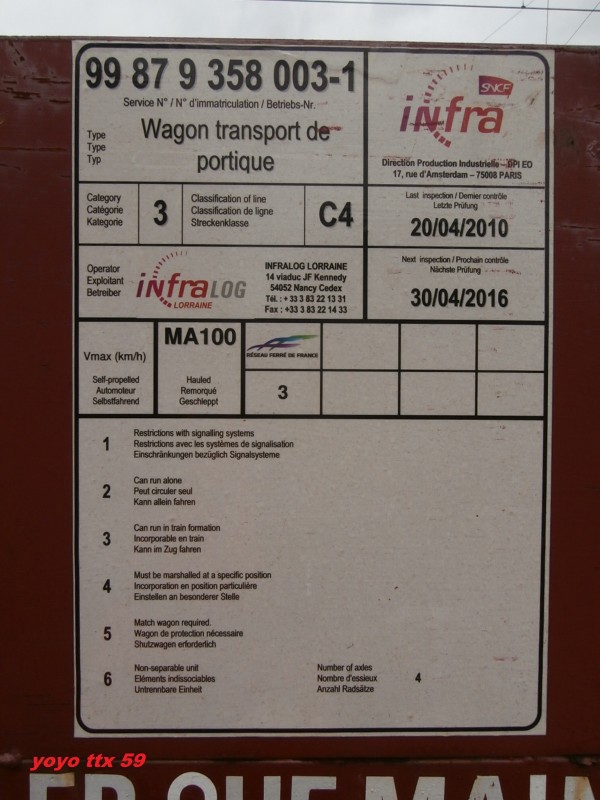 99 87 9 358 003-1
Service N° / N° d'immatriculation / Betriebs-Nr.
Type
Type
Typ
Wagon transport de
portique
SNCF
infra
Direction Production Industrielle – DPI EO
17, rue d'Amsterdam - 75008 PARIS
Category
Catégorie
Kategorie
3
Classification of line
Classification de ligne
Streckenklasse
C4
Last inspection / Dernier contrôle
Letzte Prüfung
20/04/2010
Operator
Exploitant
Betreiber
infraLOG
LORRAINE
INFRALOG LORRAINE
14 viaduc JF Kennedy
54052 Nancy Cedex
Tél. : + 33 3 83 22 13 31
Fax : +33 3 83 22 14 33
Next inspection / Prochain contrôle
Nächste Prüfung
30/04/2016
Vmax (km/h)
Self-propelled
Automoteur
Selbstfahrend
MA100
Hauled
Remorqué
Geschleppt
RÉSEAU FERRÉ DE FRANCE
3
1
Restrictions with signalling systems
Restrictions avec les systèmes de signalisation
Einschränkungen bezüglich Signalsysteme
2
Can run alone
Peut circuler seul
Kann allein fahren
3
Can run in train formation
Incorporable en train
Kann im Zug fahren
4
Must be marshalled at a specific position
Incorporation en position particulière
Einstellen an besonderer Stelle
5
Match wagon required.
Wagon de protection nécessaire
Shutzwagen erforderlich
6
Non-separable unit
Eléments indissociables
Untrennbare Einheit
Number of axles
Nombre d'essieux
Anzahl Radsätze
4
yoyo ttx 59